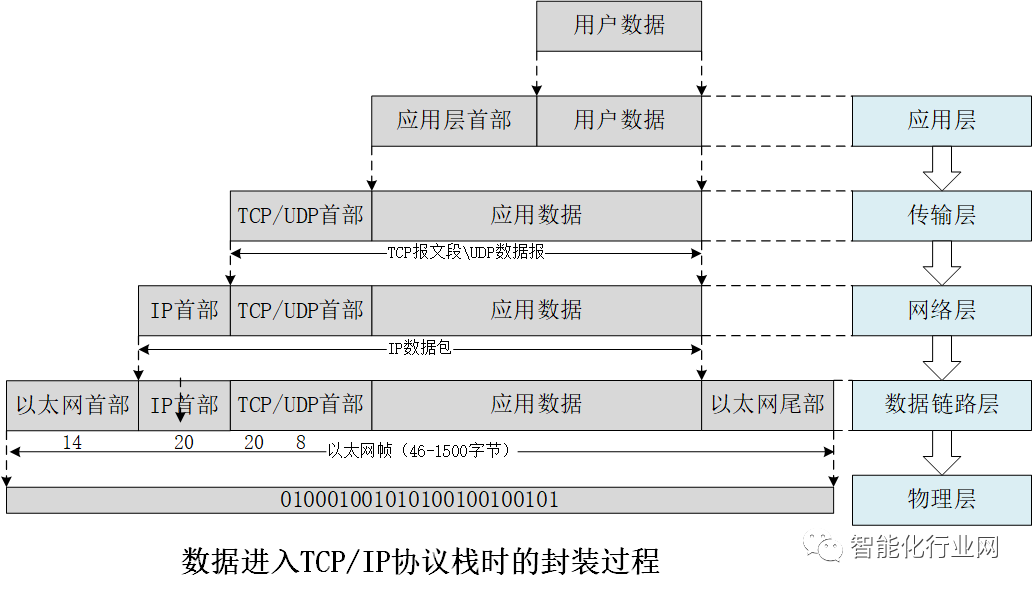 用户数据
应用层首部 用户数据 应用层
TCP/UDP首部 应用数据 传输层
TCP报文段\UDP数据报
IP首部 TCP/UDP首部 应用数据 网络层
IP数据包
以太网首部 IP首部 TCP/UDP首部 应用数据 以太网尾部 数据链路层
14 20 20 8
以太网帧（46-1500字节）
010001001010100100100101 物理层
数据进入TCP/IP协议栈时的封装过程
智能化行业网